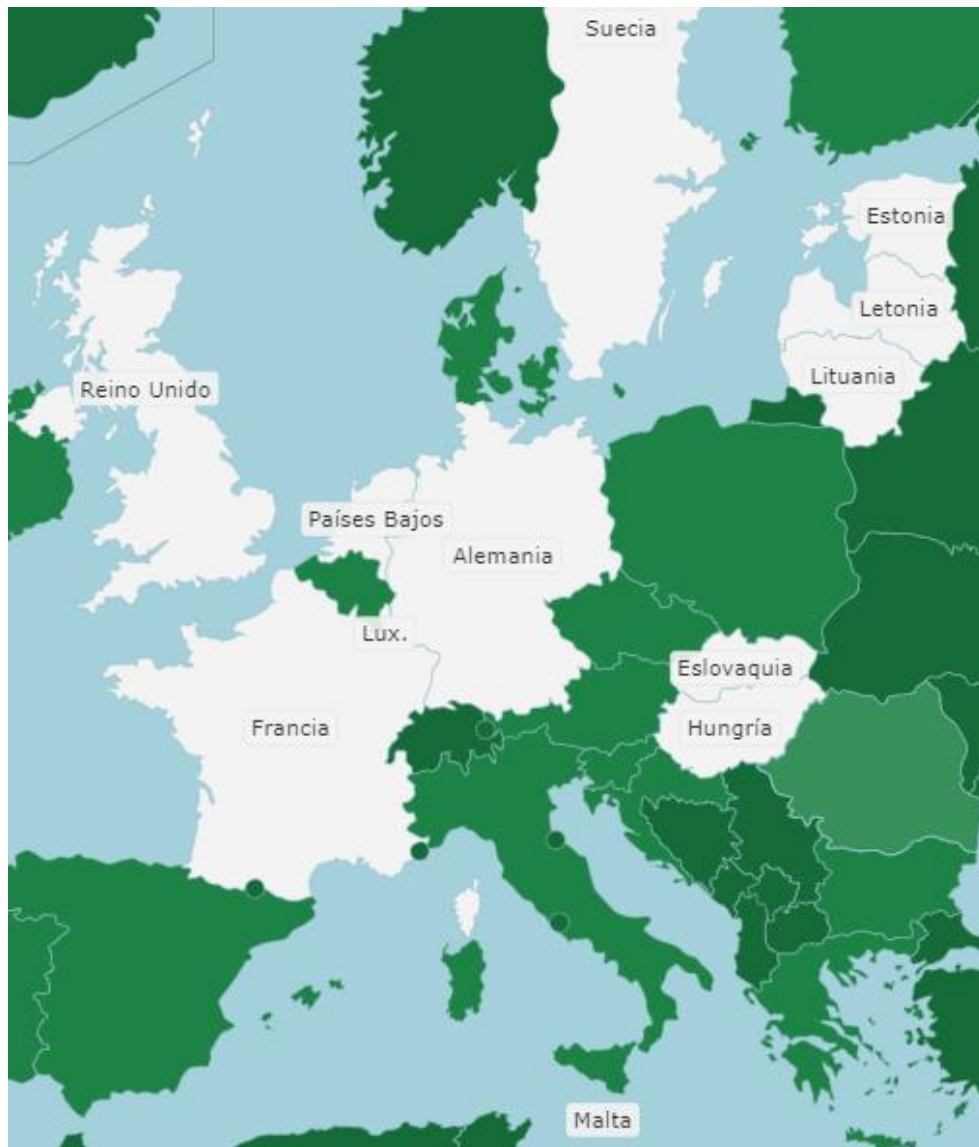 Suecia
Estonia
Letonia
Lituania
Reino Unido
Países Bajos
Alemania
Lux.
Eslovaquia
Francia
Hungría
Malta